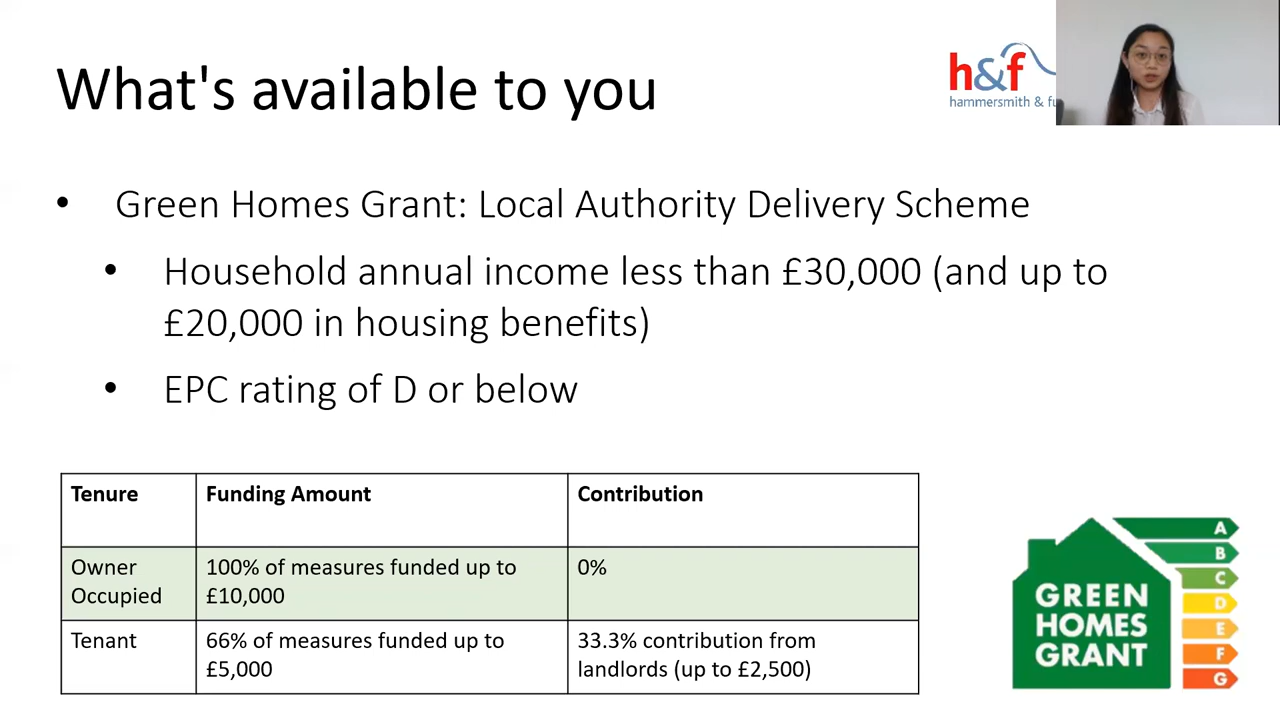 What's available to you
h&f
hammersmith &
• Green Homes Grant: Local Authority Delivery Scheme
• Household annual income less than £30,000 (and up to
£20,000 in housing benefits)
• EPC rating of D or below
Tenure Funding Amount Contribution
Owner Occupied 100% of measures funded up to £10,000 0%
Tenant 66% of measures funded up to £5,000 33.3% contribution from landlords (up to £2,500)
GREEN
HOMES
GRANT
A
B
C
D
E
F
G